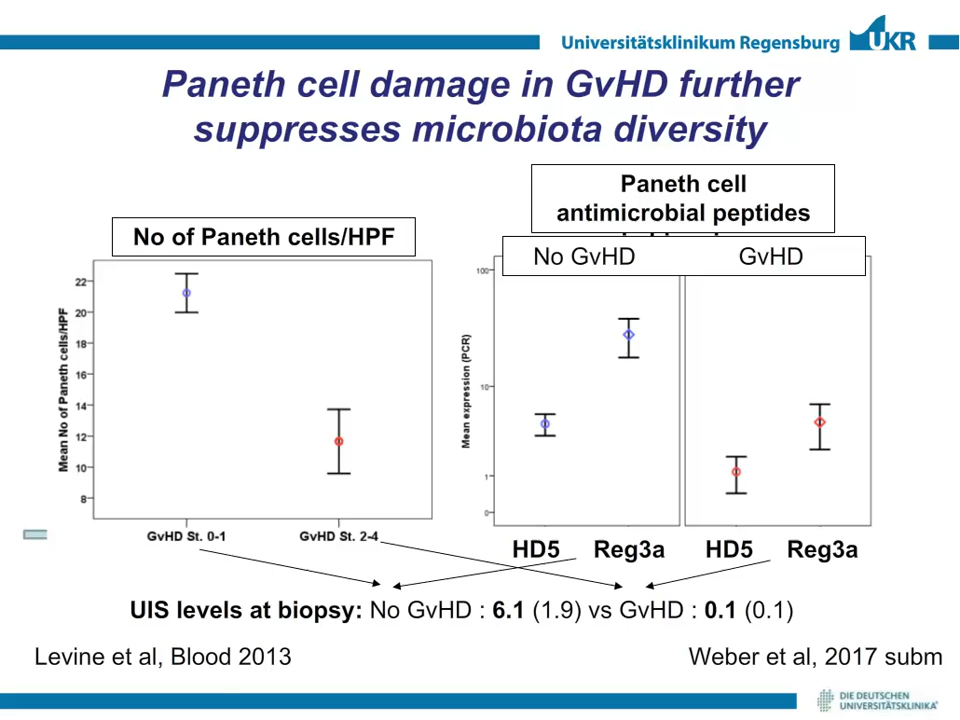 Universitätsklinikum Regensburg UKR
Paneth cell damage in GvHD further
suppresses microbiota diversity
Paneth cell
antimicrobial peptides
No of Paneth cells/HPF
No GvHD GvHD
Mean No of Paneth cells/HPF
22
20
18
16
14
12
10
8
GvHD St. 0-1 GvHD St. 2-4
Mean expression (PCR)
100
10
1
0
HD5 Reg3a HD5 Reg3a
UIS levels at biopsy: No GvHD : 6.1 (1.9) vs GvHD : 0.1 (0.1)
Levine et al, Blood 2013 Weber et al, 2017 subm
DIE DEUTSCHEN
UNIVERSITÄTSKLINIKA